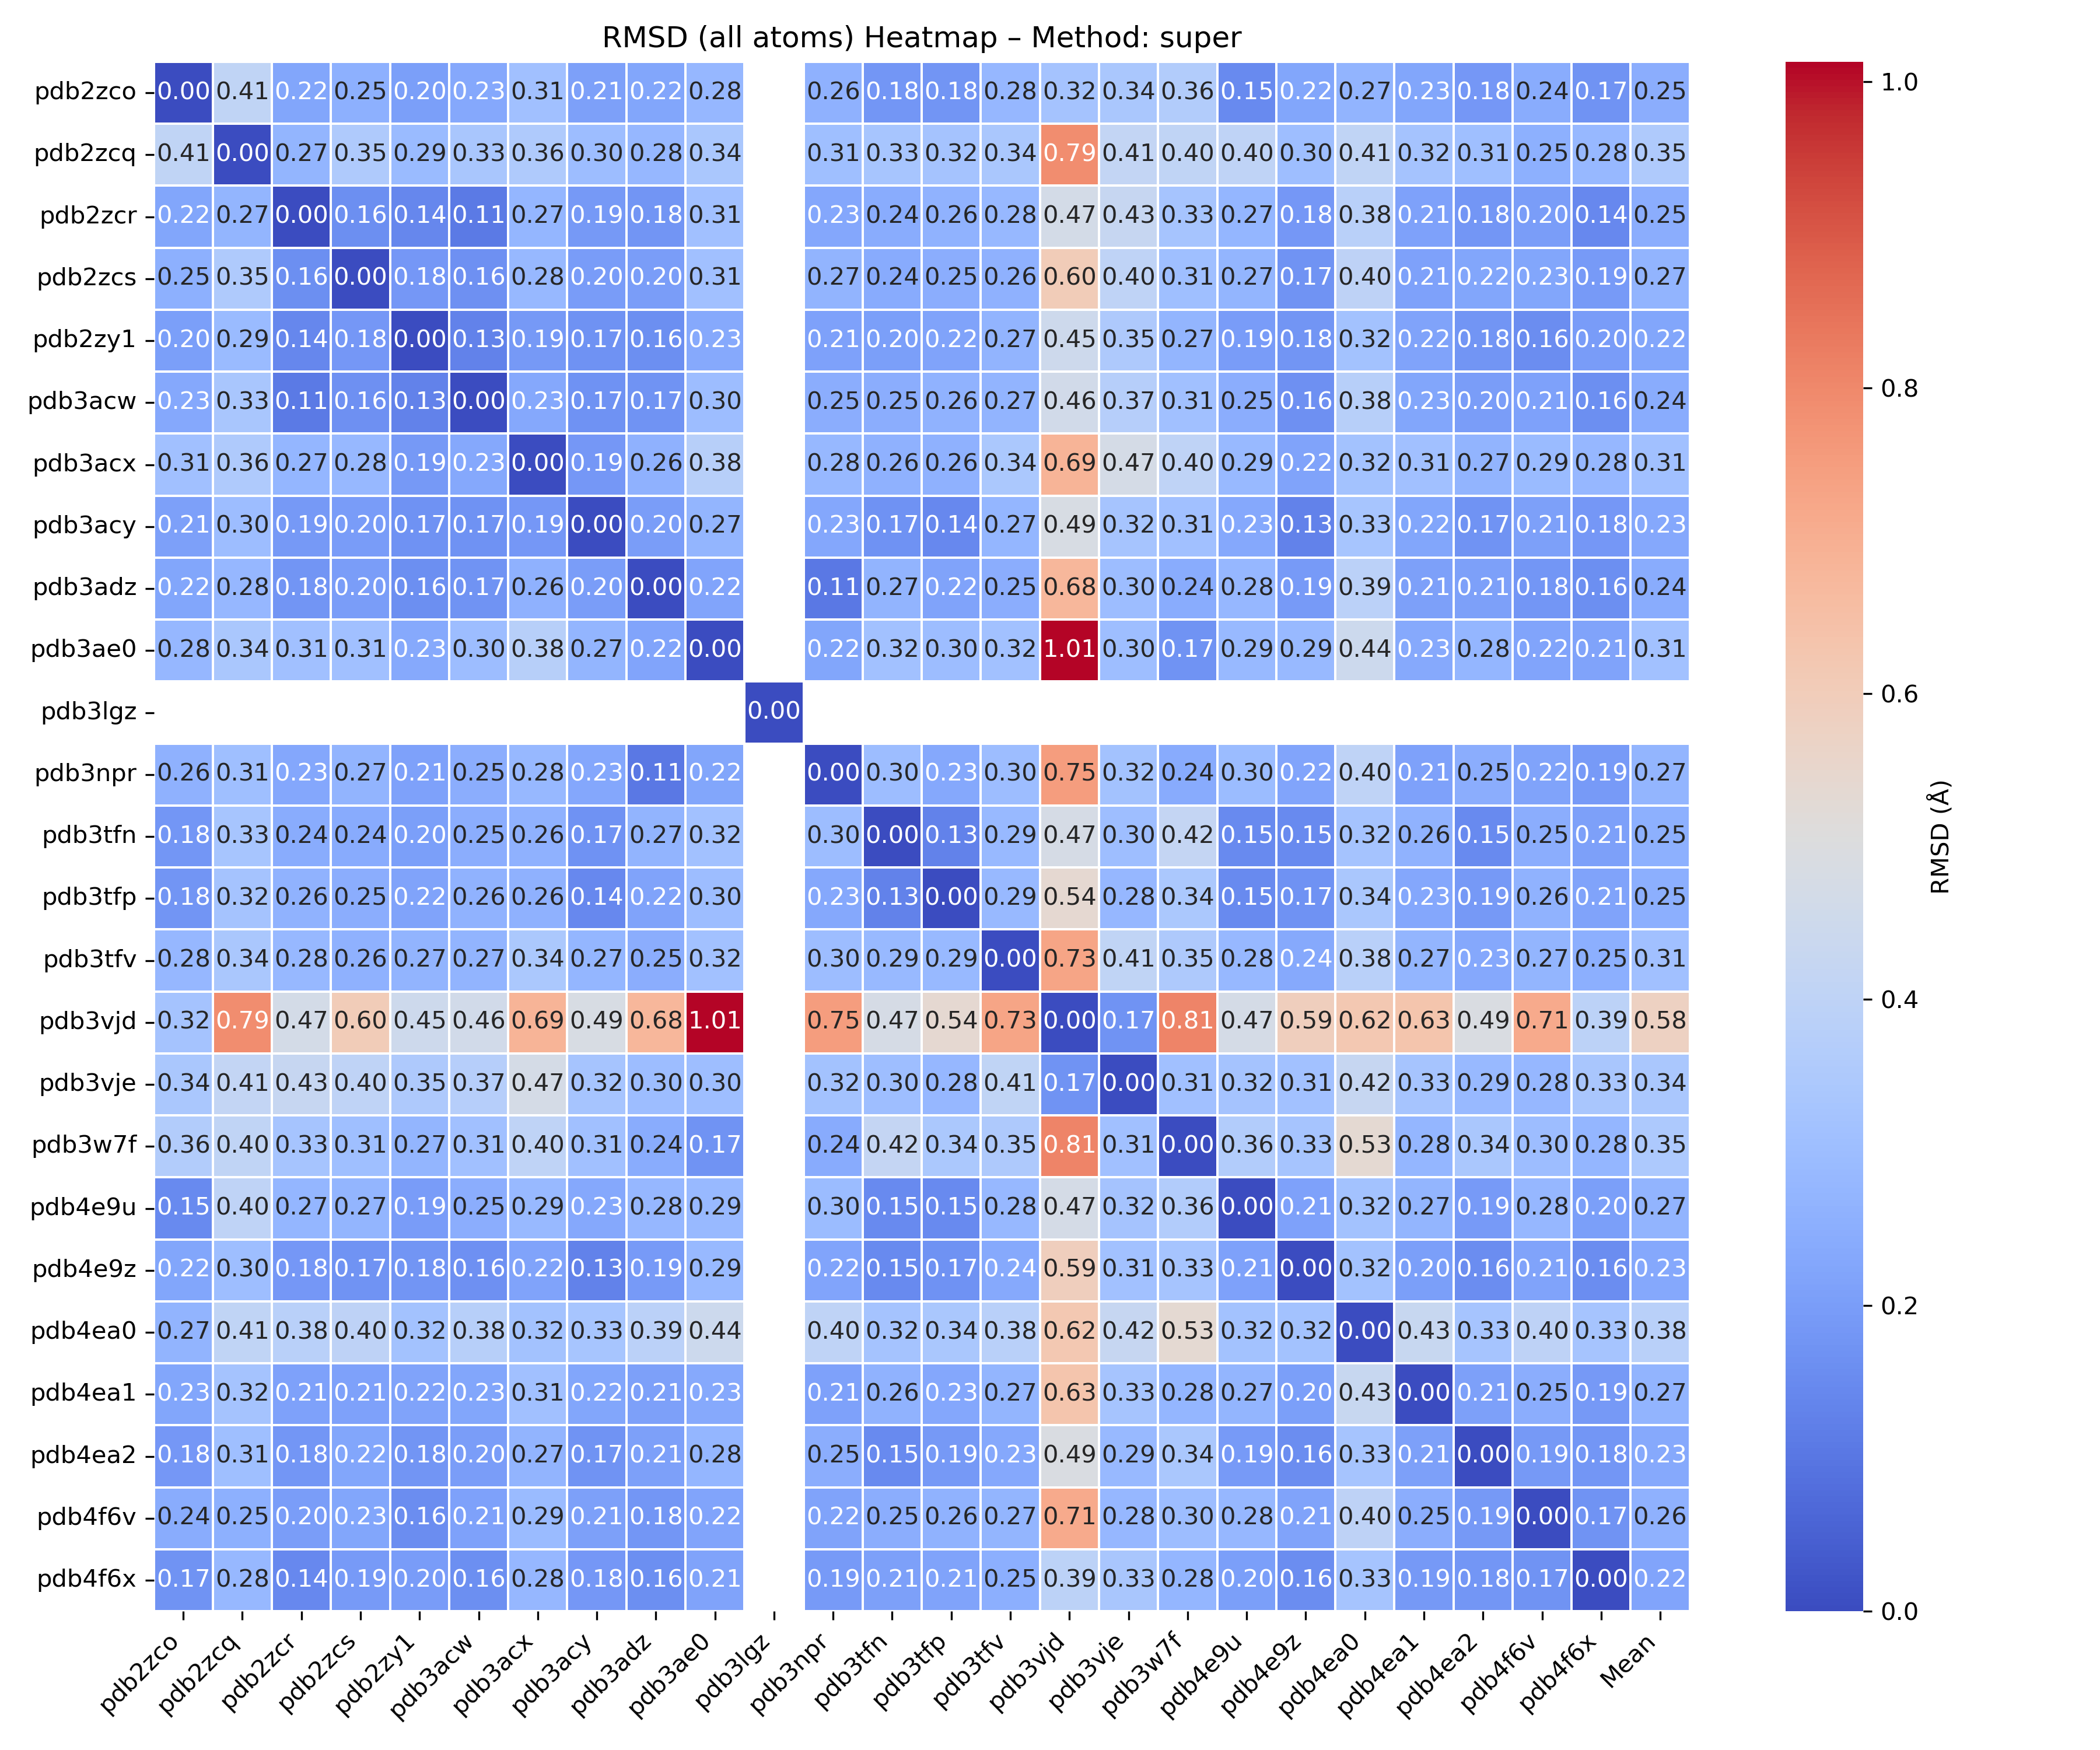 RMSD (all atoms) Heatmap – Method: super
pdb2zco 0.00 0.41 0.22 0.25 0.20 0.23 0.31 0.21 0.22 0.28 0.26 0.18 0.18 0.28 0.32 0.34 0.36 0.15 0.22 0.27 0.23 0.18 0.24 0.17 0.25
pdb2zcq 0.41 0.00 0.27 0.35 0.29 0.33 0.36 0.30 0.28 0.34 0.31 0.33 0.32 0.34 0.79 0.41 0.40 0.40 0.30 0.41 0.32 0.31 0.25 0.28 0.35
pdb2zcr 0.22 0.27 0.00 0.16 0.14 0.11 0.27 0.19 0.18 0.31 0.23 0.24 0.26 0.28 0.47 0.43 0.33 0.27 0.18 0.38 0.21 0.18 0.20 0.14 0.25
pdb2zcs 0.25 0.35 0.16 0.00 0.18 0.16 0.28 0.20 0.20 0.31 0.27 0.24 0.25 0.26 0.60 0.40 0.31 0.27 0.17 0.40 0.21 0.22 0.23 0.19 0.27
pdb2zy1 0.20 0.29 0.14 0.18 0.00 0.13 0.19 0.17 0.16 0.23 0.21 0.20 0.22 0.27 0.45 0.35 0.27 0.19 0.18 0.32 0.22 0.18 0.16 0.20 0.22
pdb3acw 0.23 0.33 0.11 0.16 0.13 0.00 0.23 0.17 0.17 0.30 0.25 0.25 0.26 0.27 0.46 0.37 0.31 0.25 0.16 0.38 0.23 0.20 0.21 0.16 0.24
pdb3acx 0.31 0.36 0.27 0.28 0.19 0.23 0.00 0.19 0.26 0.38 0.28 0.26 0.26 0.34 0.69 0.47 0.40 0.29 0.22 0.32 0.31 0.27 0.29 0.28 0.31
pdb3acy 0.21 0.30 0.19 0.20 0.17 0.17 0.19 0.00 0.20 0.27 0.23 0.17 0.14 0.27 0.49 0.32 0.31 0.23 0.13 0.33 0.22 0.17 0.21 0.18 0.23
pdb3adz 0.22 0.28 0.18 0.20 0.16 0.17 0.26 0.20 0.00 0.22 0.11 0.27 0.22 0.25 0.68 0.30 0.24 0.28 0.19 0.39 0.21 0.21 0.18 0.16 0.24
pdb3ae0 0.28 0.34 0.31 0.31 0.23 0.30 0.38 0.27 0.22 0.00 0.22 0.32 0.30 0.32 1.01 0.30 0.17 0.29 0.29 0.44 0.23 0.28 0.22 0.21 0.31
pdb3lgz 0.00
pdb3npr 0.26 0.31 0.23 0.27 0.21 0.25 0.28 0.23 0.11 0.22 0.00 0.30 0.23 0.30 0.75 0.32 0.24 0.30 0.22 0.40 0.21 0.25 0.22 0.19 0.27
pdb3tfn 0.18 0.33 0.24 0.24 0.20 0.25 0.26 0.17 0.27 0.32 0.30 0.00 0.13 0.29 0.47 0.30 0.42 0.15 0.15 0.32 0.26 0.15 0.25 0.21 0.25
pdb3tfp 0.18 0.32 0.26 0.25 0.22 0.26 0.26 0.14 0.22 0.30 0.23 0.13 0.00 0.29 0.54 0.28 0.34 0.15 0.17 0.34 0.23 0.19 0.26 0.21 0.25
pdb3tfv 0.28 0.34 0.28 0.26 0.27 0.27 0.34 0.27 0.25 0.32 0.30 0.29 0.29 0.00 0.73 0.41 0.35 0.28 0.24 0.38 0.27 0.23 0.27 0.25 0.31
pdb3vjd 0.32 0.79 0.47 0.60 0.45 0.46 0.69 0.49 0.68 1.01 0.75 0.47 0.54 0.73 0.00 0.17 0.81 0.47 0.59 0.62 0.63 0.49 0.71 0.39 0.58
pdb3vje 0.34 0.41 0.43 0.40 0.35 0.37 0.47 0.32 0.30 0.30 0.32 0.30 0.28 0.41 0.17 0.00 0.31 0.32 0.31 0.42 0.33 0.29 0.28 0.33 0.34
pdb3w7f 0.36 0.40 0.33 0.31 0.27 0.31 0.40 0.31 0.24 0.17 0.24 0.42 0.34 0.35 0.81 0.31 0.00 0.36 0.33 0.53 0.28 0.34 0.30 0.28 0.35
pdb4e9u 0.15 0.40 0.27 0.27 0.19 0.25 0.29 0.23 0.28 0.29 0.30 0.15 0.15 0.28 0.47 0.32 0.36 0.00 0.21 0.32 0.27 0.19 0.28 0.20 0.27
pdb4e9z 0.22 0.30 0.18 0.17 0.18 0.16 0.22 0.13 0.19 0.29 0.22 0.15 0.17 0.24 0.59 0.31 0.33 0.21 0.00 0.32 0.20 0.16 0.21 0.16 0.23
pdb4ea0 0.27 0.41 0.38 0.40 0.32 0.38 0.32 0.33 0.39 0.44 0.40 0.32 0.34 0.38 0.62 0.42 0.53 0.32 0.32 0.00 0.43 0.33 0.40 0.33 0.38
pdb4ea1 0.23 0.32 0.21 0.21 0.22 0.23 0.31 0.22 0.21 0.23 0.21 0.26 0.23 0.27 0.63 0.33 0.28 0.27 0.20 0.43 0.00 0.21 0.25 0.19 0.27
pdb4ea2 0.18 0.31 0.18 0.22 0.18 0.20 0.27 0.17 0.21 0.28 0.25 0.15 0.19 0.23 0.49 0.29 0.34 0.19 0.16 0.33 0.21 0.00 0.19 0.18 0.23
pdb4f6v 0.24 0.25 0.20 0.23 0.16 0.21 0.29 0.21 0.18 0.22 0.22 0.25 0.26 0.27 0.71 0.28 0.30 0.28 0.21 0.40 0.25 0.19 0.00 0.17 0.26
pdb4f6x 0.17 0.28 0.14 0.19 0.20 0.16 0.28 0.18 0.16 0.21 0.19 0.21 0.21 0.25 0.39 0.33 0.28 0.20 0.16 0.33 0.19 0.18 0.17 0.00 0.22
pdb2zco pdb2zcq pdb2zcr pdb2zcs pdb2zy1 pdb3acw pdb3acx pdb3acy pdb3adz pdb3ae0 pdb3lgz pdb3npr pdb3tfn pdb3tfp pdb3tfv pdb3vjd pdb3vje pdb3w7f pdb4e9u pdb4e9z pdb4ea0 pdb4ea1 pdb4ea2 pdb4f6v pdb4f6x Mean
1.0
0.8
0.6
0.4
0.2
0.0
RMSD (Å)